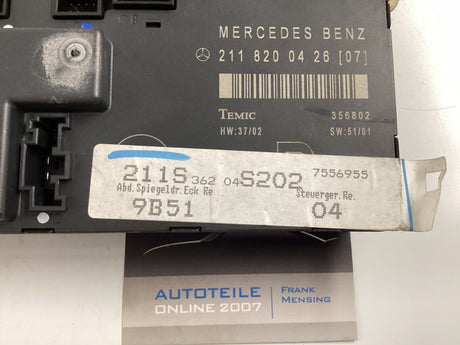 MERCEDES BENZ
211 820 04 26 [07]
TEMIC 356802
HW:37/02 SW:51/01
211S 362 04 S202 7556955
Abd.Spiegeldr.Eck Re Steuerger.Re.
9B51 04
AUTOTEILE
ONLINE 2007
FRANK
MENSING